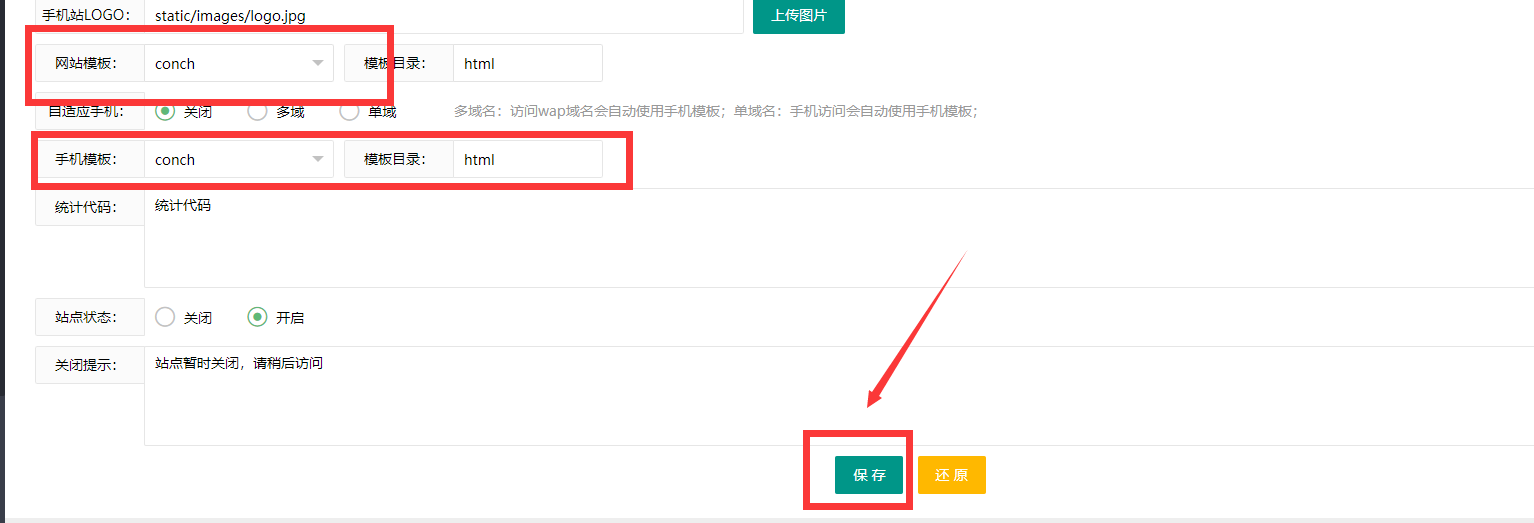 手机站LOGO： static/images/logo.jpg 上传图片
网站模板： conch 模板目录： html
自适应手机： 关闭 多域 单域 多域名：访问wap域名会自动使用手机模板；单域名：手机访问会自动使用手机模板；
手机模板： conch 模板目录： html
统计代码： 统计代码
站点状态： 关闭 开启
关闭提示： 站点暂时关闭，请稍后访问
保 存 还 原